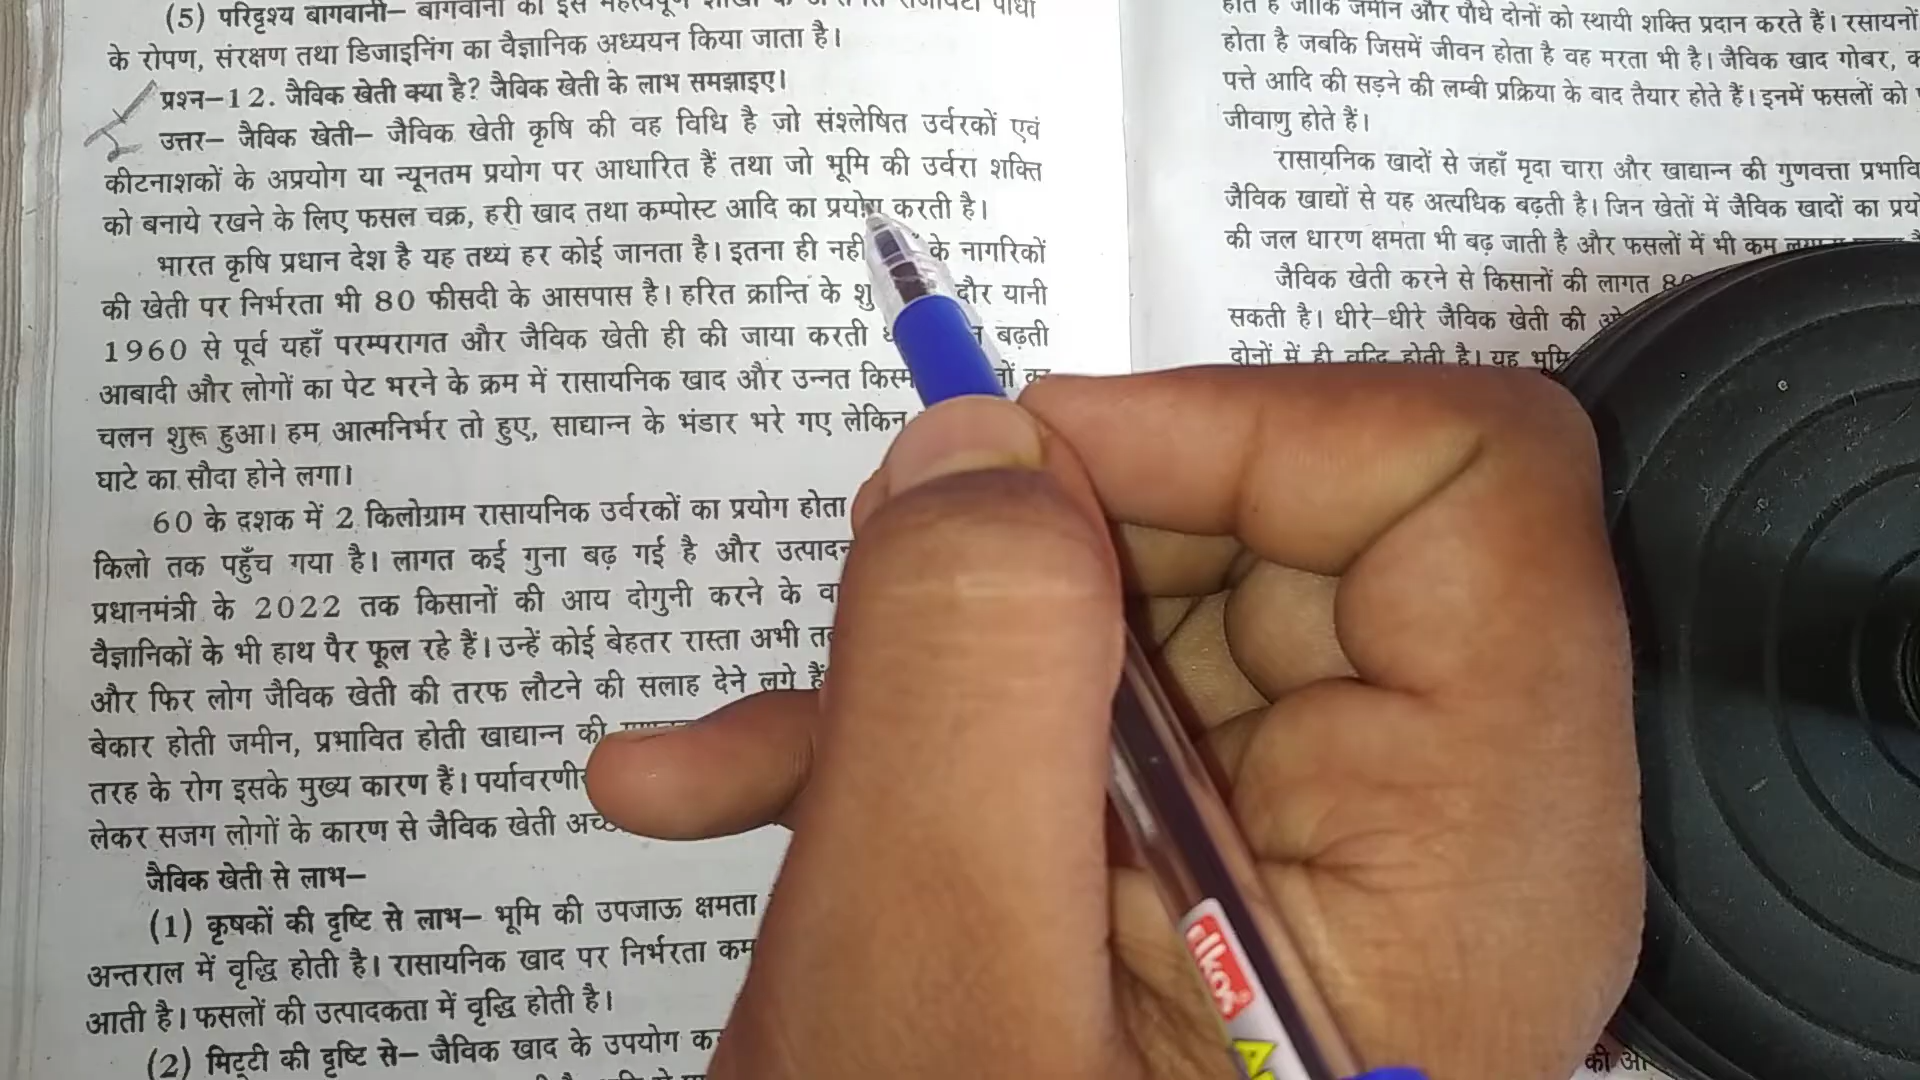 (5) परिदृश्य बागवानी– बागवानी की इस महत्वपूर्ण शाखा के
के रोपण, संरक्षण तथा डिजाइनिंग का वैज्ञानिक अध्ययन किया जाता है।
प्रश्न–12. जैविक खेती क्या है? जैविक खेती के लाभ समझाइए।
उत्तर– जैविक खेती– जैविक खेती कृषि की वह विधि है जो संश्लेषित उर्वरकों एवं
कीटनाशकों के अप्रयोग या न्यूनतम प्रयोग पर आधारित हैं तथा जो भूमि की उर्वरा शक्ति
को बनाये रखने के लिए फसल चक्र, हरी खाद तथा कम्पोस्ट आदि का प्रयोग करती है।
भारत कृषि प्रधान देश है यह तथ्य हर कोई जानता है। इतना ही नही के नागरिकों
की खेती पर निर्भरता भी 80 फीसदी के आसपास है। हरित क्रान्ति के दौर यानी
1960 से पूर्व यहाँ परम्परागत और जैविक खेती ही की जाया करती बढ़ती
आबादी और लोगों का पेट भरने के क्रम में रासायनिक खाद और उन्नत
चलन शुरू हुआ। हम आत्मनिर्भर तो हुए, साद्यान्न के भंडार भरे गए लेकिन
घाटे का सौदा होने लगा।
60 के दशक में 2 किलोग्राम रासायनिक उर्वरकों का प्रयोग होता
किलो तक पहुँच गया है। लागत कई गुना बढ़ गई है और उत्पादन
प्रधानमंत्री के 2022 तक किसानों की आय दोगुनी करने के
वैज्ञानिकों के भी हाथ पैर फूल रहे हैं। उन्हें कोई बेहतर रास्ता अभी
और फिर लोग जैविक खेती की तरफ लौटने की सलाह देने लगे हैं
बेकार होती जमीन, प्रभावित होती खाद्यान्न की
तरह के रोग इसके मुख्य कारण हैं।
लेकर सजग लोगों के कारण से जैविक खेती
जैविक खेती से लाभ–
(1) कृषकों की दृष्टि से लाभ– भूमि की उपजाऊ क्षमता
अन्तराल में वृद्धि होती है। रासायनिक खाद पर निर्भरता कम
आती है। फसलों की उत्पादकता में वृद्धि होती है।
(2) मिट्टी की दृष्टि से– जैविक खाद के उपयोग
होते हैं जोकि जमीन और पौधे दोनों को स्थायी शक्ति प्रदान करते हैं। रसायनों
होता है जबकि जिसमें जीवन होता है वह मरता भी है। जैविक खाद गोबर,
पत्ते आदि की सड़ने की लम्बी प्रक्रिया के बाद तैयार होते हैं। इनमें फसलों को
जीवाणु होते हैं।
रासायनिक खादों से जहाँ मृदा चारा और खाद्यान्न की गुणवत्ता
जैविक खाद्यों से यह अत्यधिक बढ़ती है। जिन खेतों में जैविक खादों का
की जल धारण क्षमता भी बढ़ जाती है और फसलों में भी कम
जैविक खेती करने से किसानों की लागत
सकती है। धीरे–धीरे जैविक खेती की
दोनों में ही वृद्धि होती है। यह भूमि
की
elkos